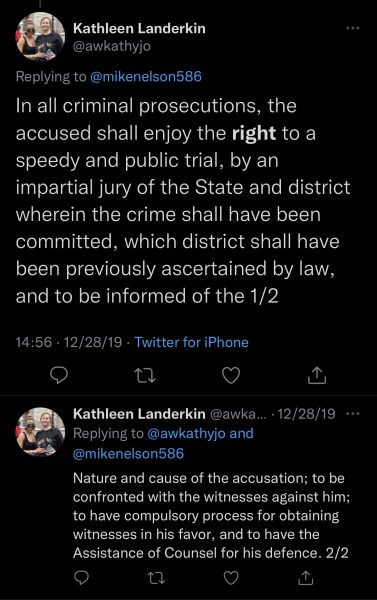 Kathleen Landerkin
@awkathyjo
Replying to @mikenelson586
In all criminal prosecutions, the
accused shall enjoy the right to a
speedy and public trial, by an
impartial jury of the State and district
wherein the crime shall have been
committed, which district shall have
been previously ascertained by law,
and to be informed of the 1/2
14:56 · 12/28/19 · Twitter for iPhone
Kathleen Landerkin @awka... · 12/28/19
Replying to @awkathyjo and
@mikenelson586
Nature and cause of the accusation; to be
confronted with the witnesses against him;
to have compulsory process for obtaining
witnesses in his favor, and to have the
Assistance of Counsel for his defence. 2/2